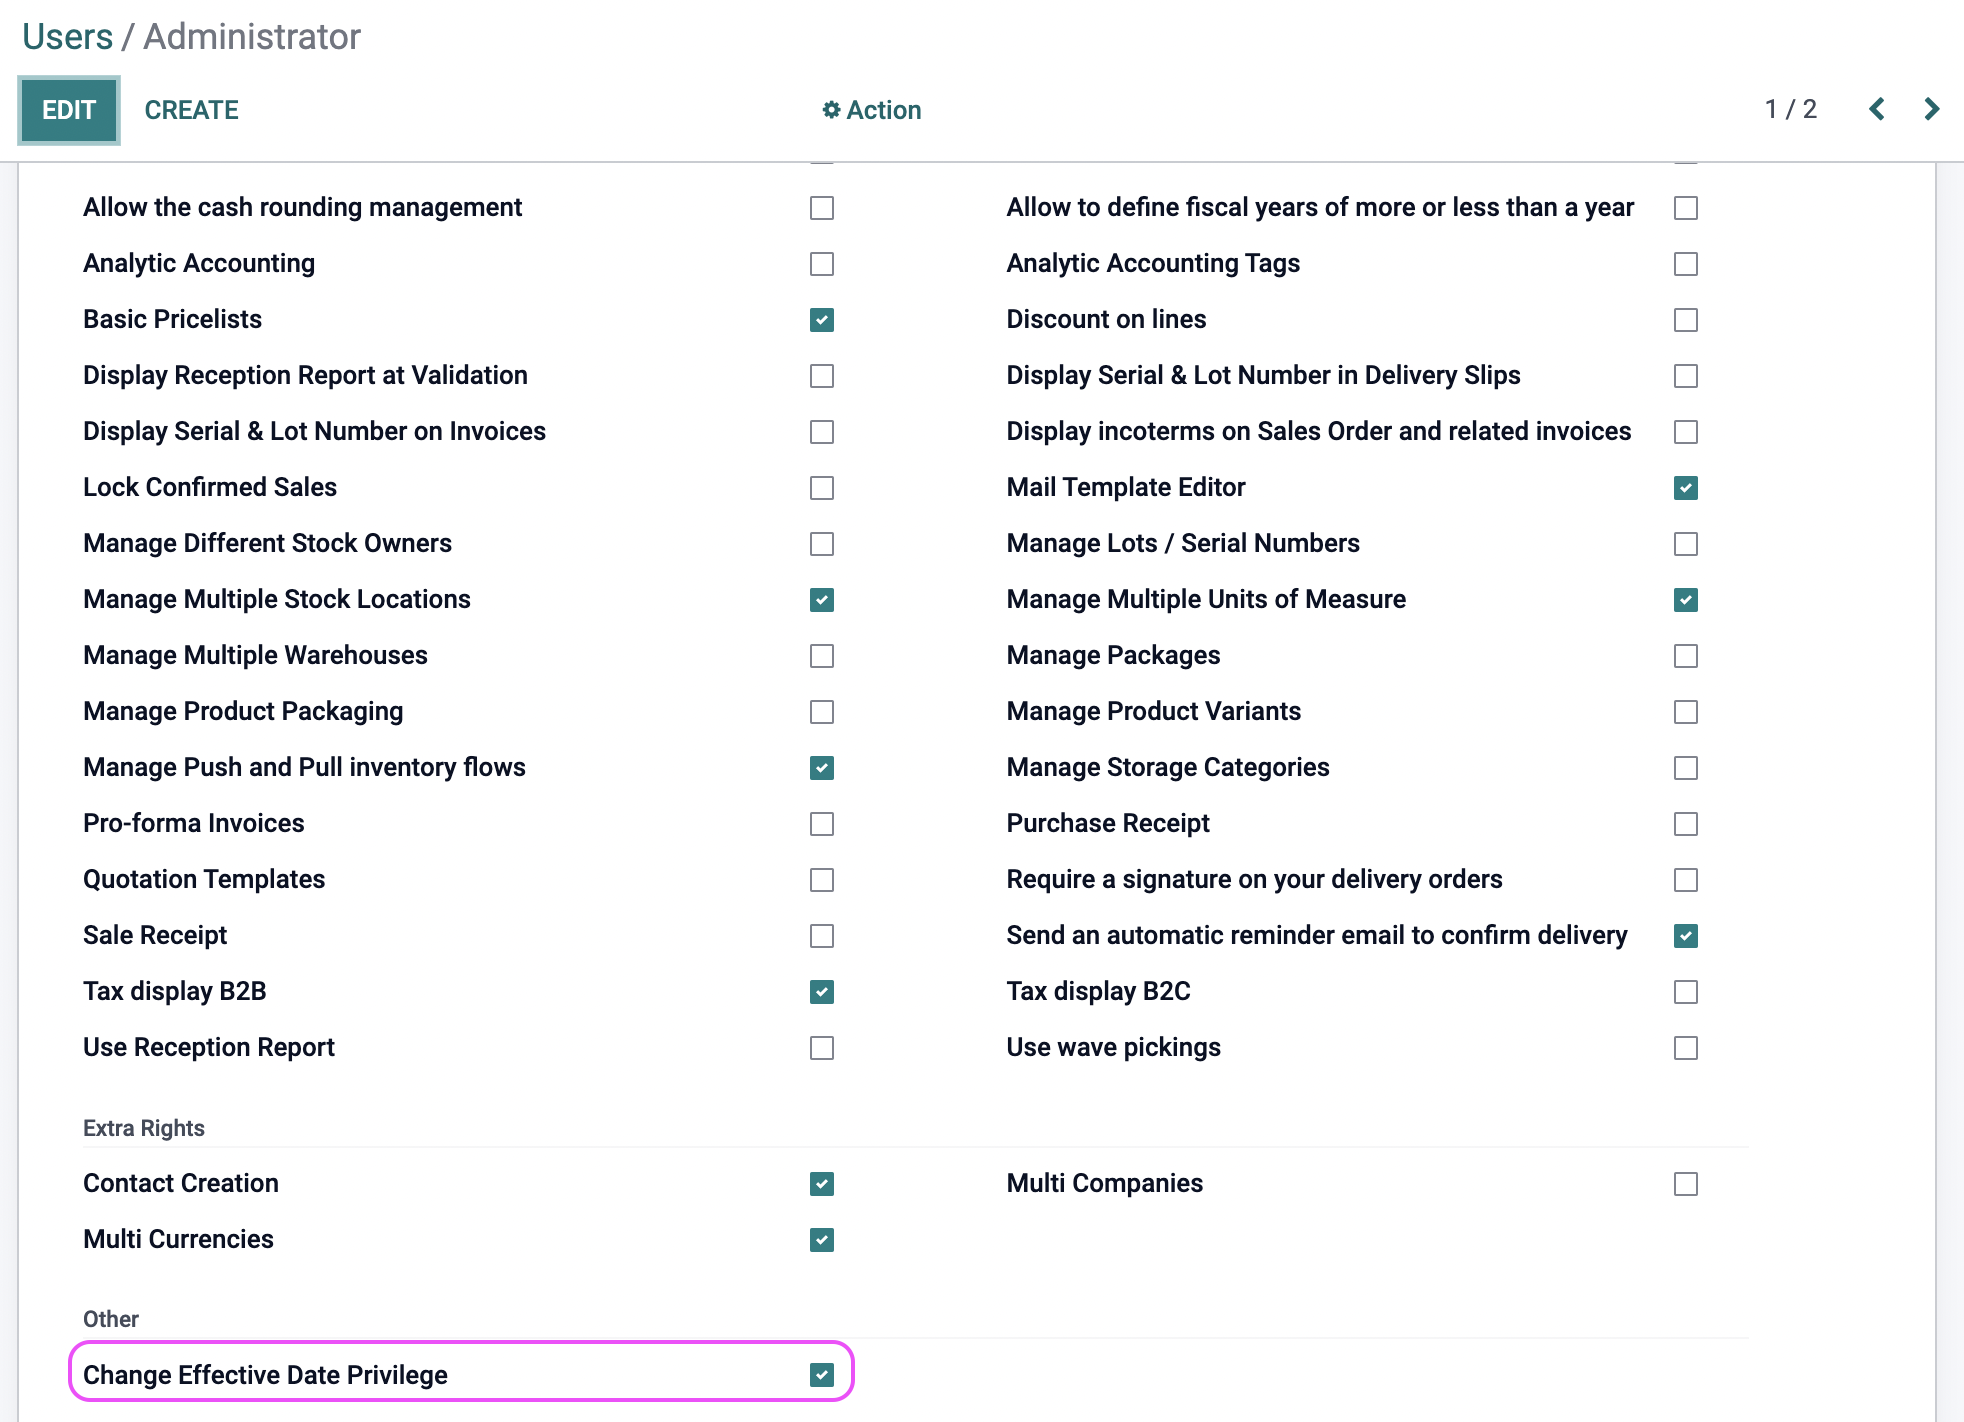 Users / Administrator
EDIT CREATE Action 1 / 2
Allow the cash rounding management Allow to define fiscal years of more or less than a year
Analytic Accounting Analytic Accounting Tags
Basic Pricelists Discount on lines
Display Reception Report at Validation Display Serial & Lot Number in Delivery Slips
Display Serial & Lot Number on Invoices Display incoterms on Sales Order and related invoices
Lock Confirmed Sales Mail Template Editor
Manage Different Stock Owners Manage Lots / Serial Numbers
Manage Multiple Stock Locations Manage Multiple Units of Measure
Manage Multiple Warehouses Manage Packages
Manage Product Packaging Manage Product Variants
Manage Push and Pull inventory flows Manage Storage Categories
Pro-forma Invoices Purchase Receipt
Quotation Templates Require a signature on your delivery orders
Sale Receipt Send an automatic reminder email to confirm delivery
Tax display B2B Tax display B2C
Use Reception Report Use wave pickings
Extra Rights
Contact Creation Multi Companies
Multi Currencies
Other
Change Effective Date Privilege